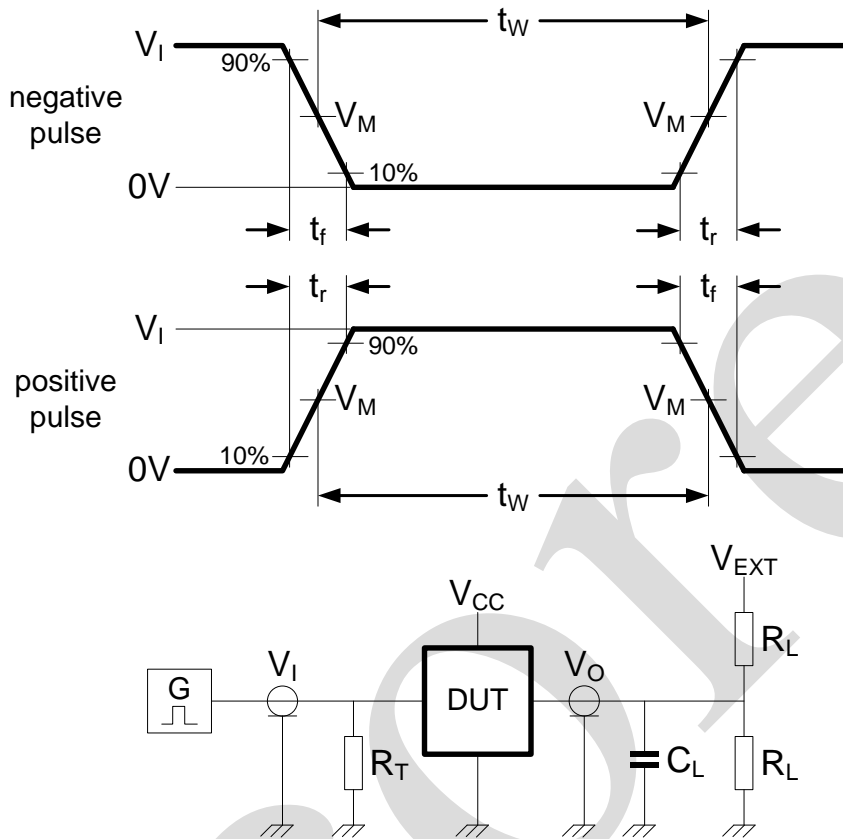 t_W
V_I
90%
negative
pulse
V_M
V_M
10%
0V
t_f
t_r
t_r
t_f
V_I
90%
positive
pulse
V_M
V_M
10%
0V
t_W
V_EXT
V_CC
R_L
V_I
V_O
G
DUT
R_T
C_L
R_L